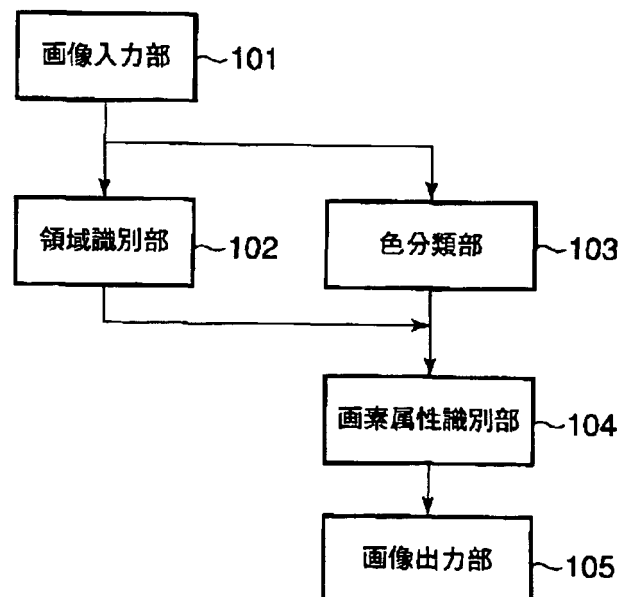 画像入力部 101
領域識別部 102
色分類部 103
画素属性識別部 104
画像出力部 105